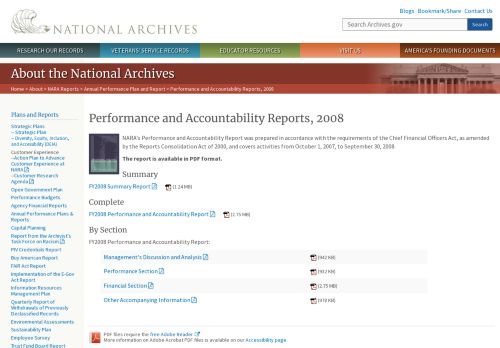 NATIONAL ARCHIVES
Blogs · Bookmark/Share · Contact Us
Search Archives.gov
Search
RESEARCH OUR RECORDS
VETERANS' SERVICE RECORDS
EDUCATOR RESOURCES
VISIT US
AMERICA'S FOUNDING DOCUMENTS
About the National Archives
Home > About > NARA Reports > Annual Performance Plan and Report > Performance and Accountability Reports, 2008
Plans and Reports
Strategic Plans
– Strategic Plan
– Diversity, Equity, Inclusion,
and Accessibility (DEIA)
Customer Experience
–Action Plan to Advance
Customer Experience at
NARA
–Customer Research
Agenda
Open Government Plan
Performance Budgets
Agency Financial Reports
Annual Performance Plans &
Reports
Capital Planning
Report from the Archivist's
Task Force on Racism
PIV Credentials Report
Buy American Report
FAIR Act Report
Implementation of the E-Gov
Act Report
Information Resources
Management Plan
Quarterly Report of
Withdrawals of Previously
Declassified Records
Environmental Assessments
Sustainability Plan
Employee Survey
Trust Fund Board Report
Performance and Accountability Reports, 2008
NARA's Performance and Accountability Report was prepared in accordance with the requirements of the Chief Financial Officers Act, as amended
by the Reports Consolidation Act of 2000, and covers activities from October 1, 2007, to September 30, 2008.
The report is available in PDF format.
Summary
FY2008 Summary Report (1.24 MB)
Complete
FY2008 Performance and Accountability Report (2.75 MB)
By Section
FY2008 Performance and Accountability Report:
Management's Discussion and Analysis (942 KB)
Performance Section (932 KB)
Financial Section (2.75 MB)
Other Accompanying Information (978 KB)
PDF files require the free Adobe Reader
More information on Adobe Acrobat PDF files is available on our Accessibility page.